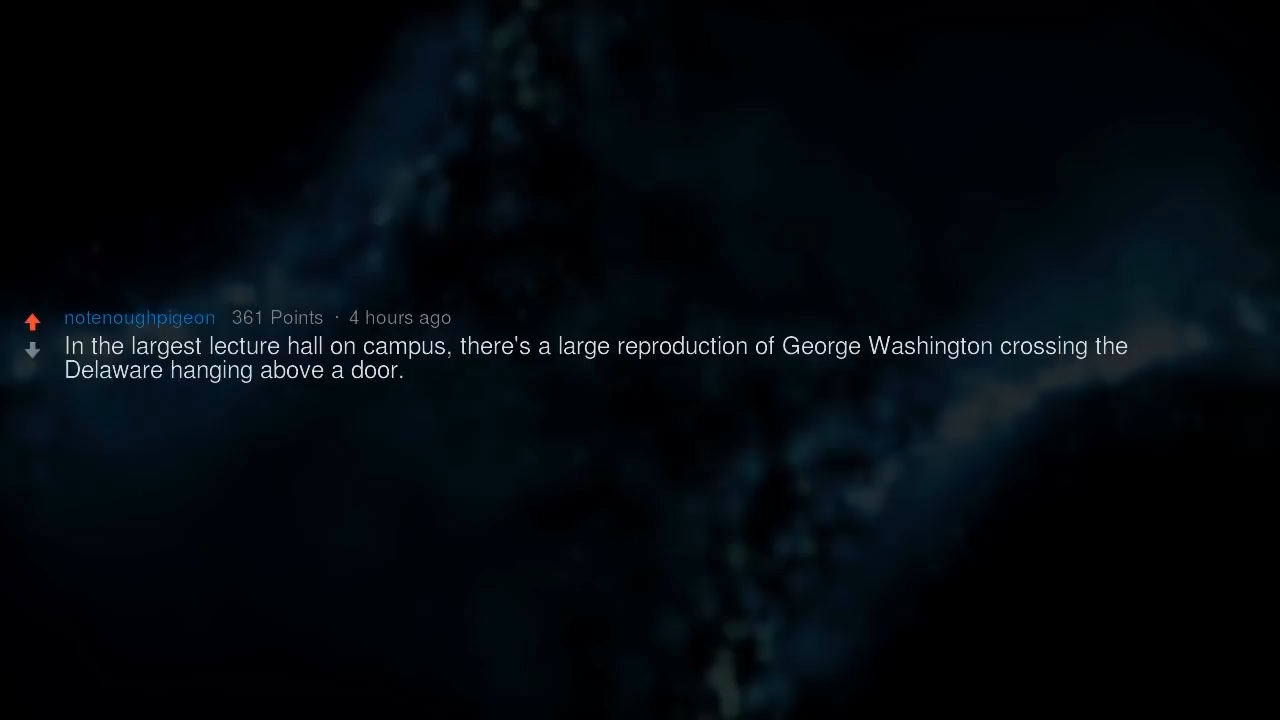 notenoughpigeon 361 Points · 4 hours ago
In the largest lecture hall on campus, there's a large reproduction of George Washington crossing the
Delaware hanging above a door.